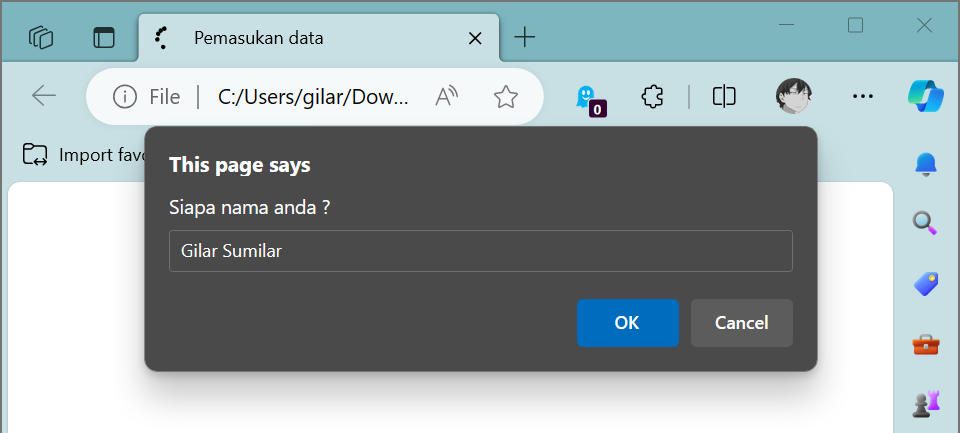 Pemasukan data
File
C:/Users/gilar/Dow...
A
0
Import favo
This page says
Siapa nama anda ?
Gilar Sumilar
OK
Cancel